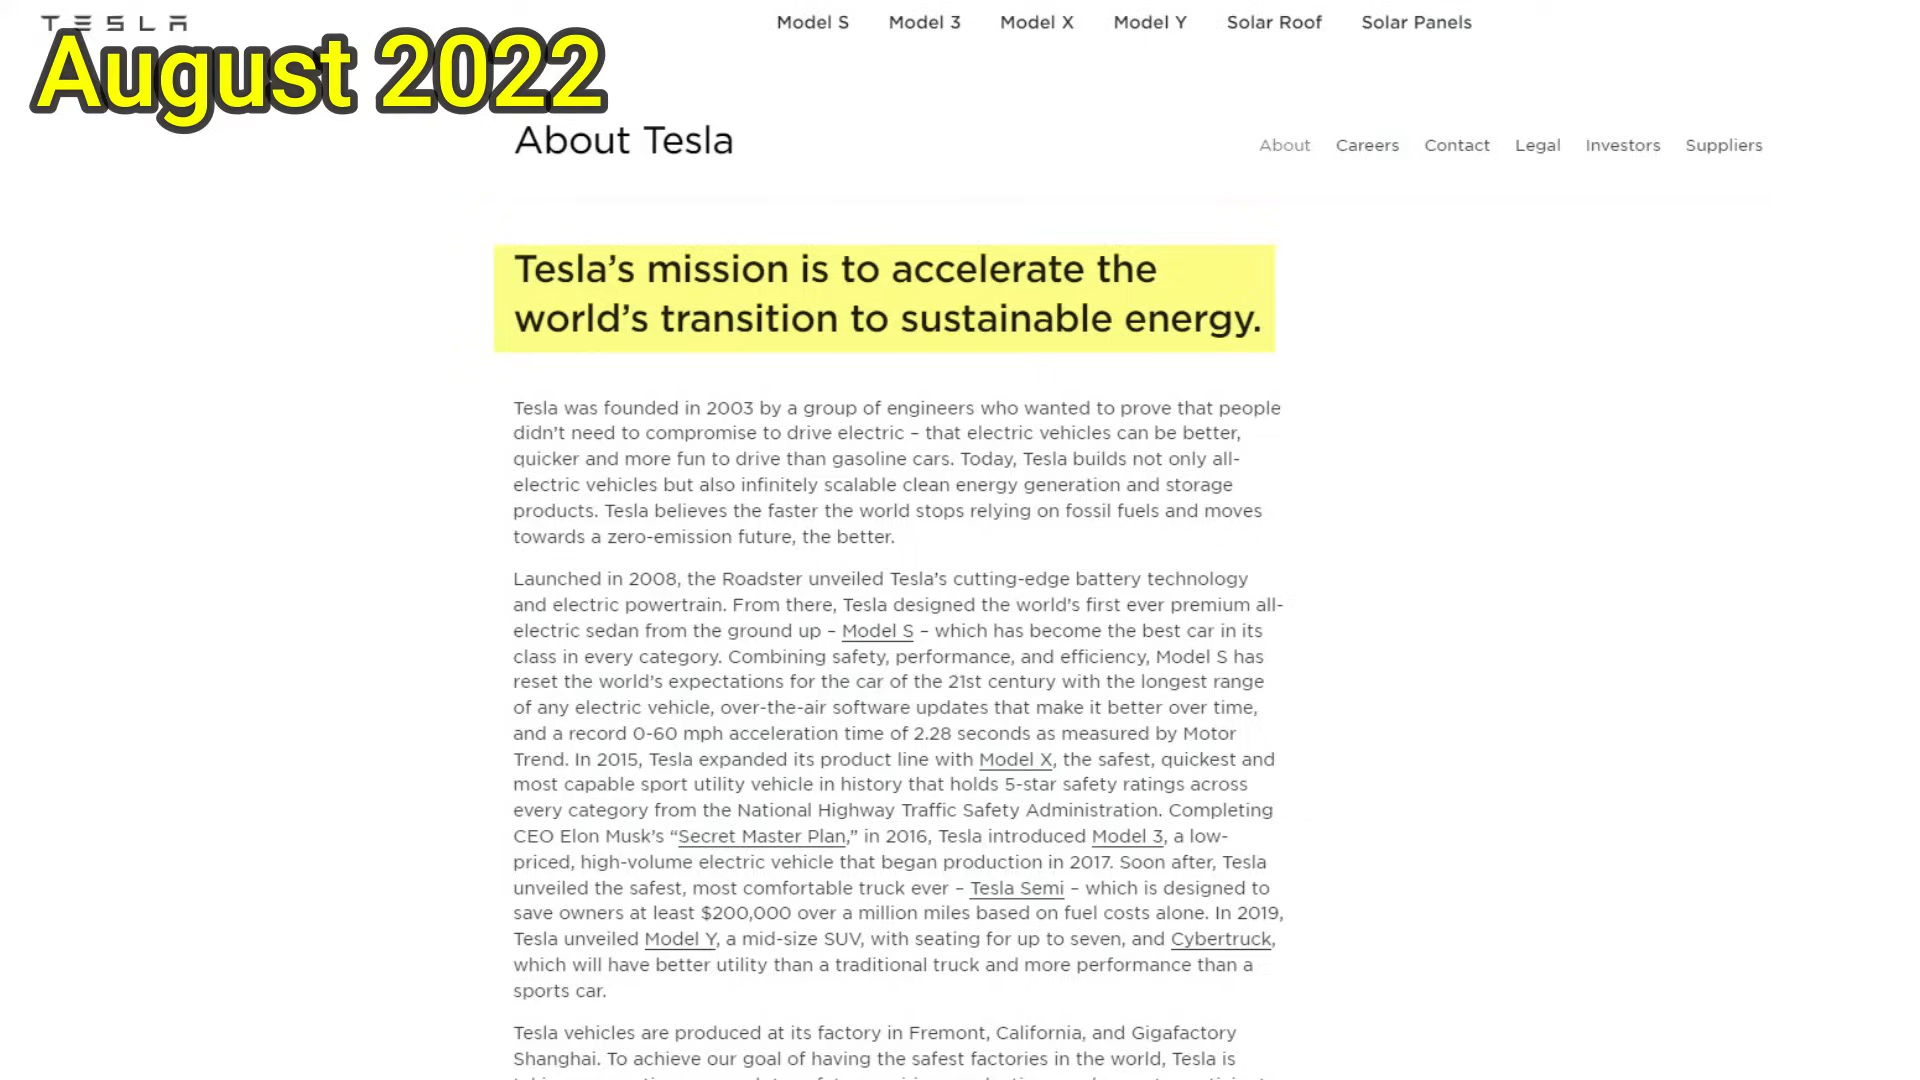 TESLA
Model S Model 3 Model X Model Y Solar Roof Solar Panels
August 2022
About Tesla
About Careers Contact Legal Investors Suppliers
Tesla’s mission is to accelerate the
world’s transition to sustainable energy.
Tesla was founded in 2003 by a group of engineers who wanted to prove that people
didn’t need to compromise to drive electric – that electric vehicles can be better,
quicker and more fun to drive than gasoline cars. Today, Tesla builds not only all-
electric vehicles but also infinitely scalable clean energy generation and storage
products. Tesla believes the faster the world stops relying on fossil fuels and moves
towards a zero-emission future, the better.
Launched in 2008, the Roadster unveiled Tesla’s cutting-edge battery technology
and electric powertrain. From there, Tesla designed the world’s first ever premium all-
electric sedan from the ground up – Model S – which has become the best car in its
class in every category. Combining safety, performance, and efficiency, Model S has
reset the world’s expectations for the car of the 21st century with the longest range
of any electric vehicle, over-the-air software updates that make it better over time,
and a record 0-60 mph acceleration time of 2.28 seconds as measured by Motor
Trend. In 2015, Tesla expanded its product line with Model X, the safest, quickest and
most capable sport utility vehicle in history that holds 5-star safety ratings across
every category from the National Highway Traffic Safety Administration. Completing
CEO Elon Musk’s “Secret Master Plan,” in 2016, Tesla introduced Model 3, a low-
priced, high-volume electric vehicle that began production in 2017. Soon after, Tesla
unveiled the safest, most comfortable truck ever – Tesla Semi – which is designed to
save owners at least $200,000 over a million miles based on fuel costs alone. In 2019,
Tesla unveiled Model Y, a mid-size SUV, with seating for up to seven, and Cybertruck,
which will have better utility than a traditional truck and more performance than a
sports car.
Tesla vehicles are produced at its factory in Fremont, California, and Gigafactory
Shanghai. To achieve our goal of having the safest factories in the world, Tesla is